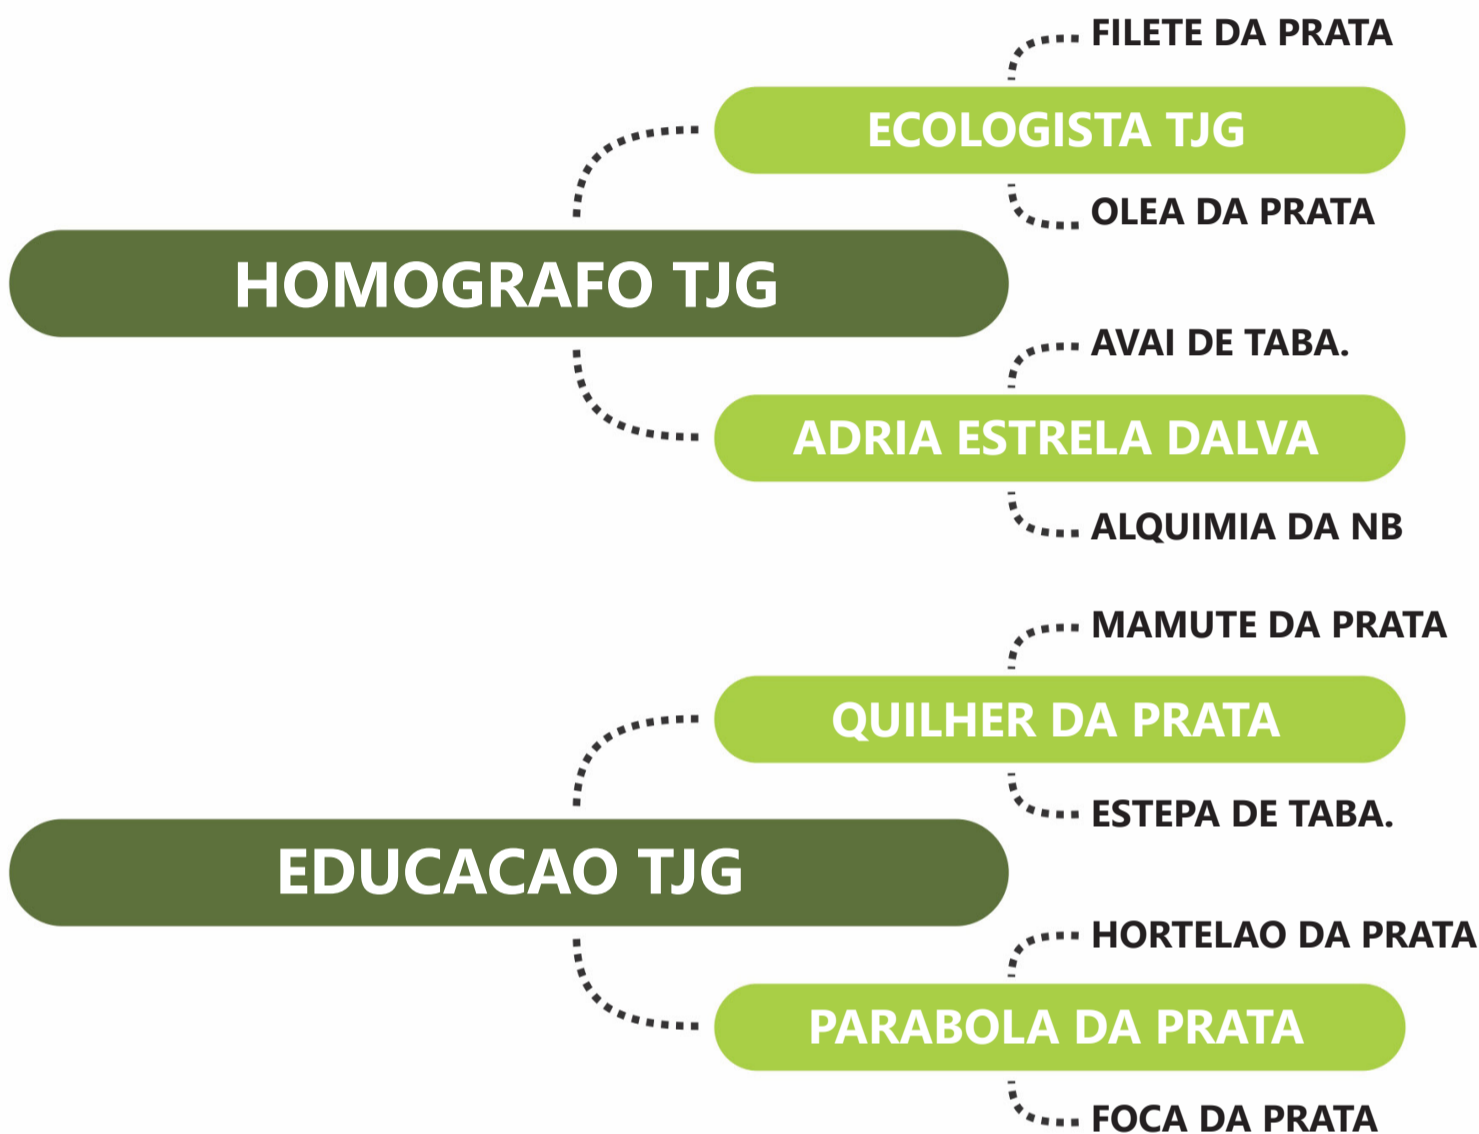 FILETE DA PRATA
ECOLOGISTA TJG
OLEA DA PRATA
HOMOGRAFO TJG
AVAI DE TABA.
ADRIA ESTRELA DALVA
ALQUIMIA DA NB
MAMUTE DA PRATA
QUILHER DA PRATA
ESTEPA DE TABA.
EDUCACAO TJG
HORTELAO DA PRATA
PARABOLA DA PRATA
FOCA DA PRATA